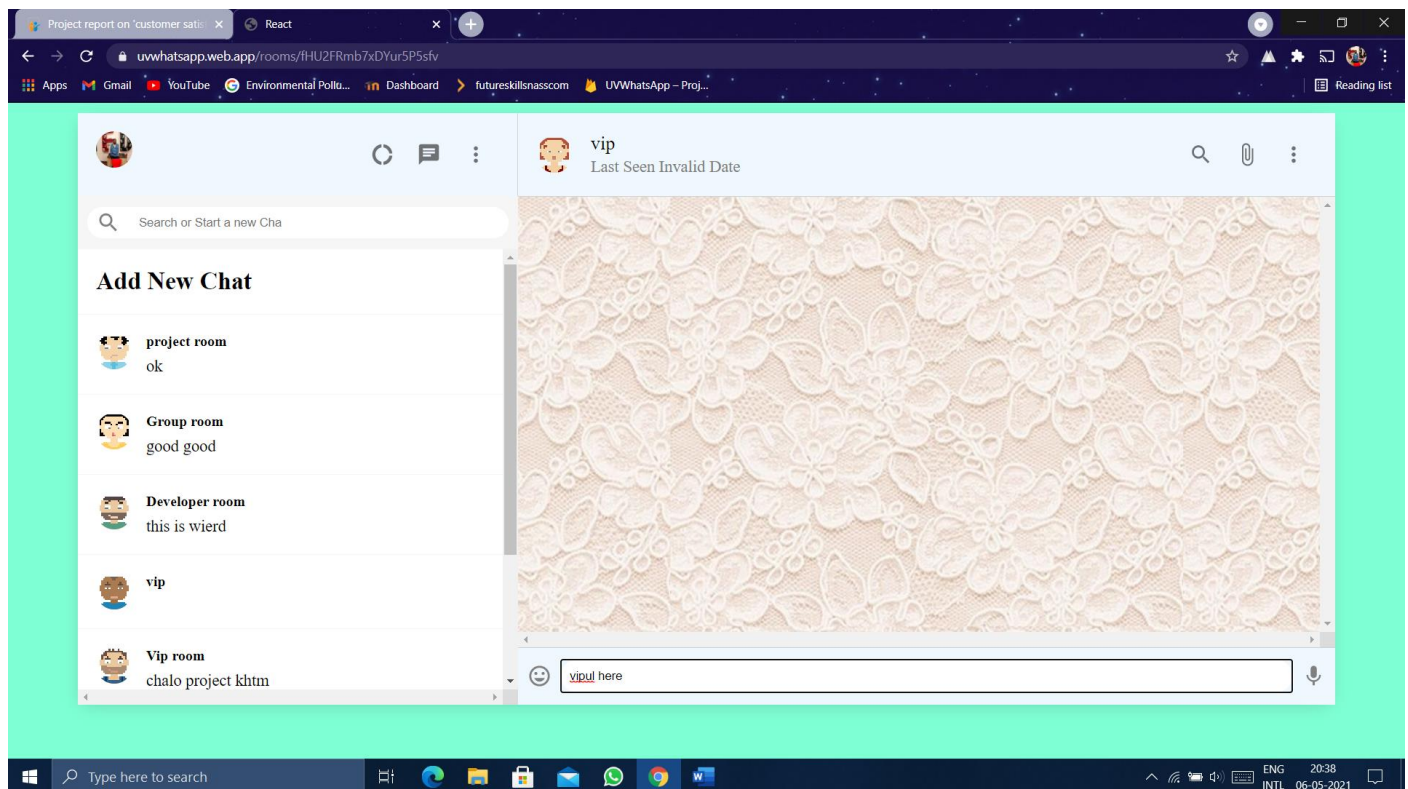 Project report on 'customer satis
React
uvwhatsapp.web.app/rooms/fHU2FRmb7xDYur5P5sfv
Apps Gmail YouTube Environmental Pollu... Dashboard futureskillsnasscom UVWhatsApp – Proj... Reading list
vip
Last Seen Invalid Date
Search or Start a new Cha
Add New Chat
project room
ok
Group room
good good
Developer room
this is wierd
vip
Vip room
chalo project khtm
vipul here
Type here to search
ENG 20:38
INTL 06-05-2021